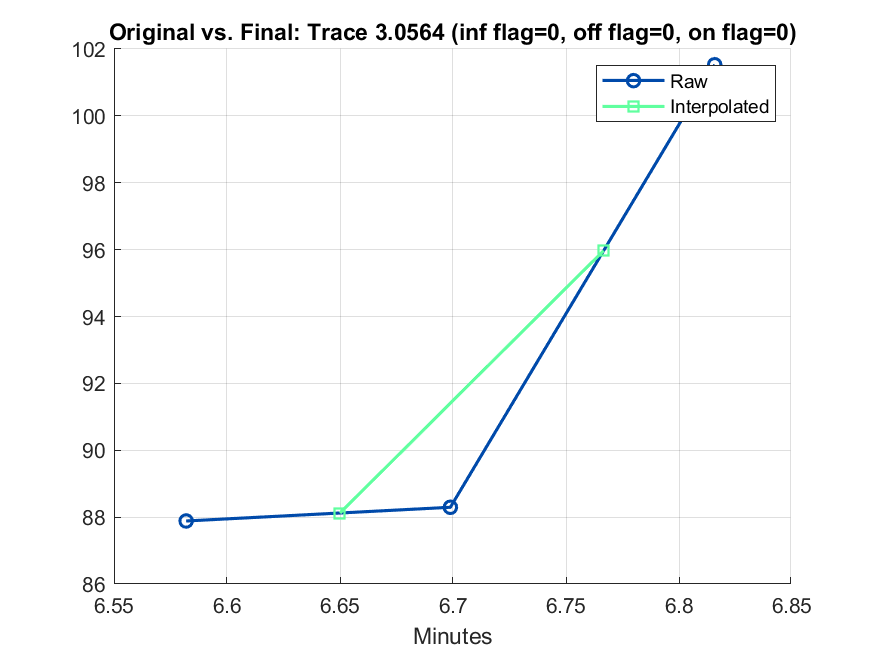 Original vs. Final: Trace 3.0564 (inf flag=0, off flag=0, on flag=0)
102
100
98
96
94
92
90
88
86
Raw
Interpolated
6.55 6.6 6.65 6.7 6.75 6.8 6.85
Minutes